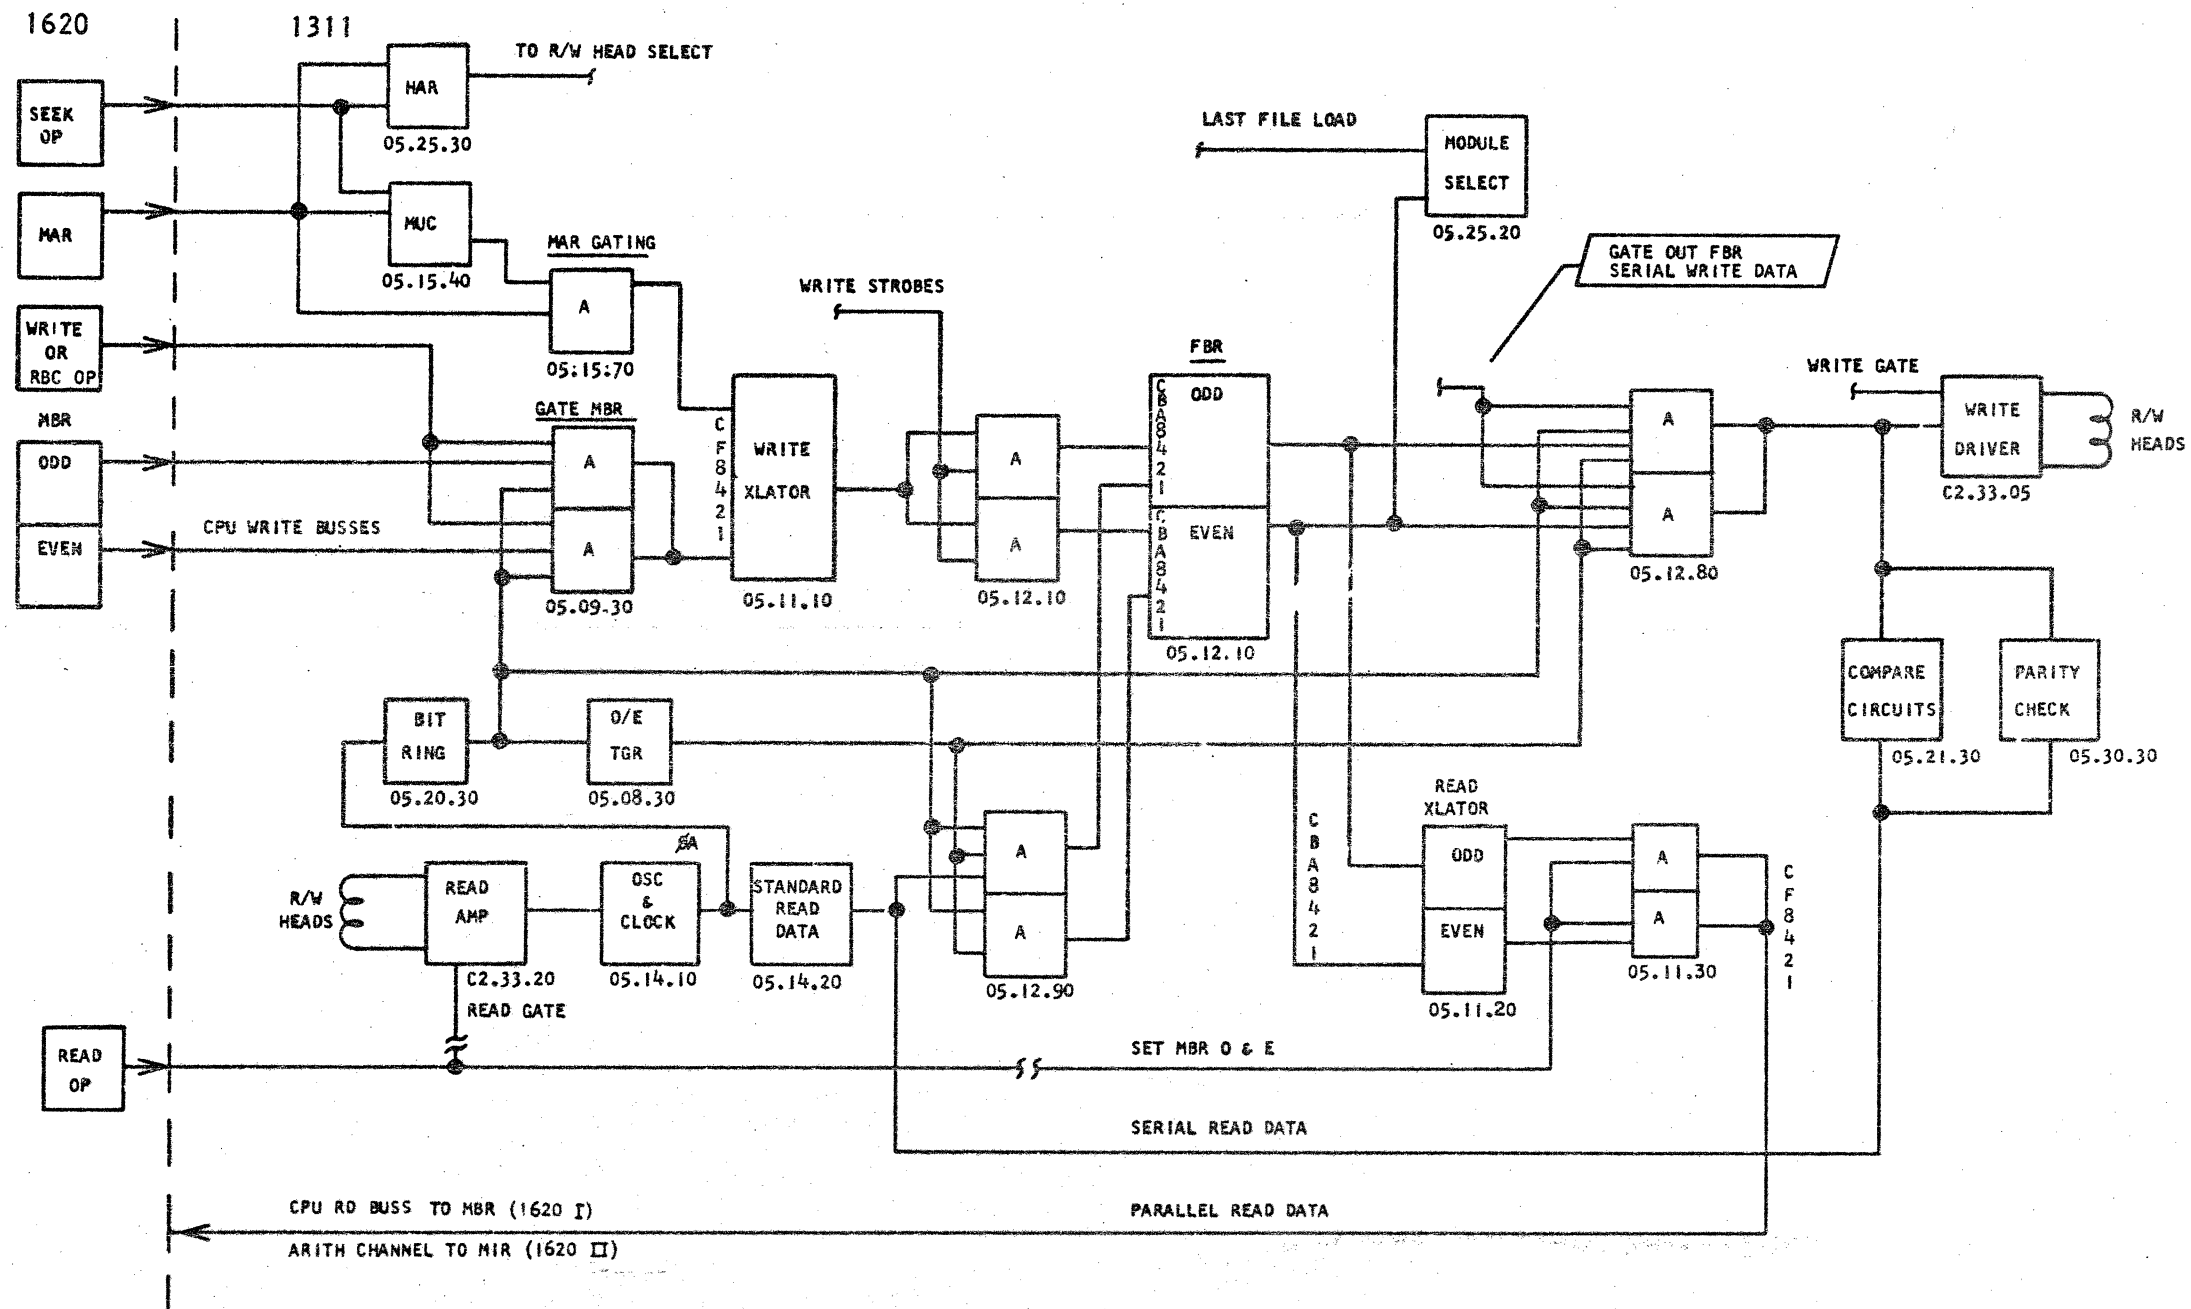 1620
1311
TO R/W HEAD SELECT
HAR
05.25.30
SEEK
OP
LAST FILE LOAD
MODULE
SELECT
05.25.20
MAR
MUC
05.15.40
MAR GATING
A
05:15:70
GATE OUT FBR
SERIAL WRITE DATA
WRITE STROBES
WRITE
OR
RBC OP
FBR
WRITE GATE
WRITE
DRIVER
C2.33.05
R/W
HEADS
MBR
ODD
EVEN
CPU WRITE BUSSES
GATE MBR
A
A
05.09.30
C
F
8
4
2
1
WRITE
XLATOR
05.11.10
A
A
05.12.10
C
B
A
8
4
2
1
ODD
C
B
A
8
4
2
1
EVEN
05.12.10
A
A
05.12.80
COMPARE
CIRCUITS
05.21.30
PARITY
CHECK
05.30.30
BIT
RING
05.20.30
O/E
TGR
05.08.30
ØA
R/W
HEADS
READ
AMP
C2.33.20
READ GATE
OSC
&
CLOCK
05.14.10
STANDARD
READ
DATA
05.14.20
A
A
05.12.90
C
B
A
8
4
2
1
READ
XLATOR
ODD
EVEN
05.11.20
A
A
05.11.30
C
F
8
4
2
1
READ
OP
SET MBR O & E
SERIAL READ DATA
CPU RD BUSS TO MBR (1620 I)
PARALLEL READ DATA
ARITH CHANNEL TO MIR (1620 II)